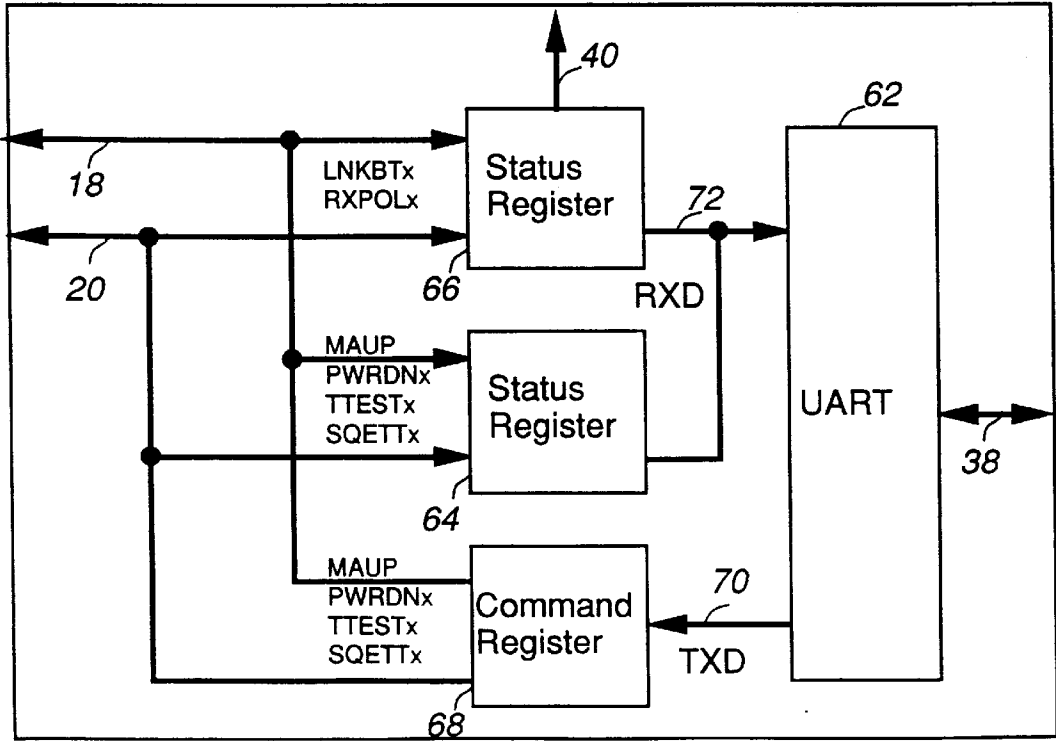 40
62
18
LNKBTx
RXPOLx
Status
Register
72
20
66
RXD
MAUP
PWRDNx
TTESTx
SQETTx
Status
Register
UART
38
64
MAUP
PWRDNx
TTESTx
SQETTx
Command
Register
70
TXD
68